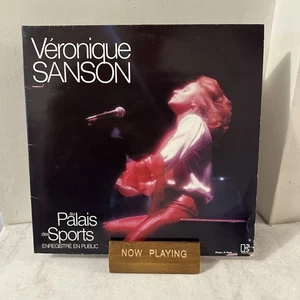 Véronique
SANSON
au Palais
des Sports
ENREGISTRÉ EN PUBLIC
NOW PLAYING